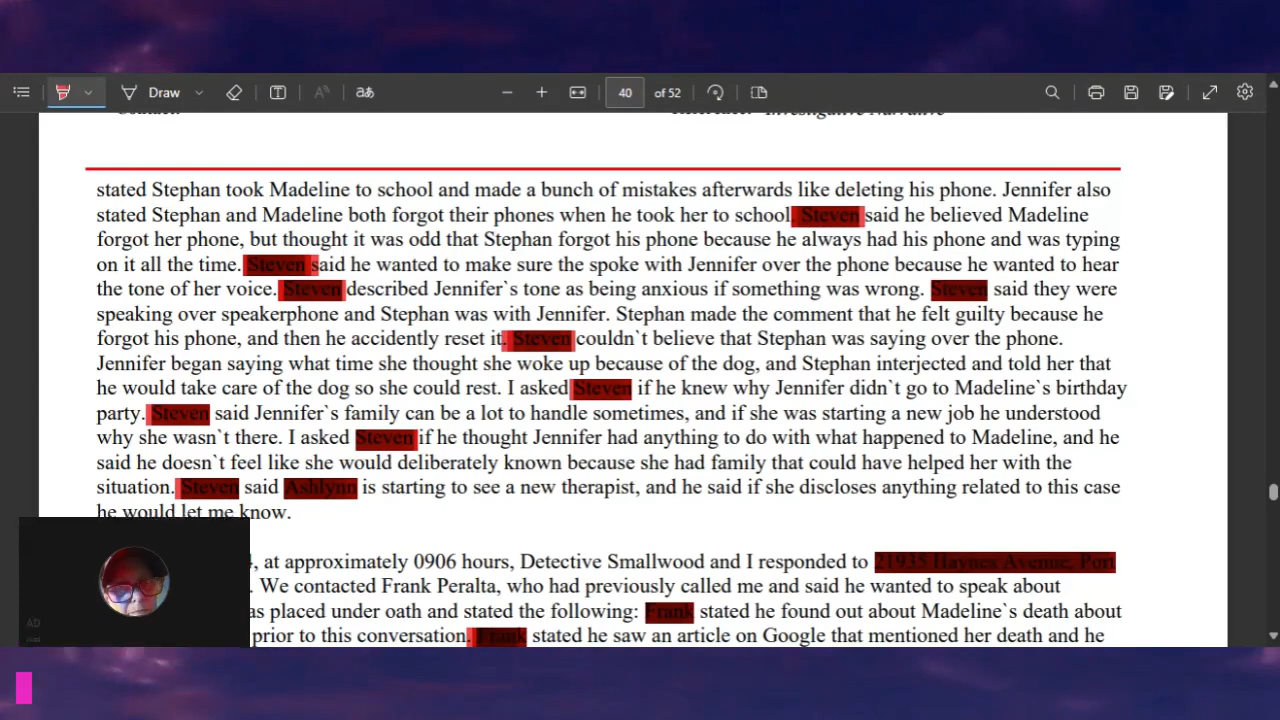 Draw
40 of 52
stated Stephan took Madeline to school and made a bunch of mistakes afterwards like deleting his phone. Jennifer also
stated Stephan and Madeline both forgot their phones when he took her to school. Steven said he believed Madeline
forgot her phone, but thought it was odd that Stephan forgot his phone because he always had his phone and was typing
on it all the time. Steven said he wanted to make sure the spoke with Jennifer over the phone because he wanted to hear
the tone of her voice. Steven described Jennifer`s tone as being anxious if something was wrong. Steven said they were
speaking over speakerphone and Stephan was with Jennifer. Stephan made the comment that he felt guilty because he
forgot his phone, and then he accidently reset it. Steven couldn`t believe that Stephan was saying over the phone.
Jennifer began saying what time she thought she woke up because of the dog, and Stephan interjected and told her that
he would take care of the dog so she could rest. I asked Steven if he knew why Jennifer didn`t go to Madeline`s birthday
party. Steven said Jennifer`s family can be a lot to handle sometimes, and if she was starting a new job he understood
why she wasn`t there. I asked Steven if he thought Jennifer had anything to do with what happened to Madeline, and he
said he doesn`t feel like she would deliberately known because she had family that could have helped her with the
situation. Steven said Ashlynn is starting to see a new therapist, and he said if she discloses anything related to this case
he would let me know.
, at approximately 0906 hours, Detective Smallwood and I responded to 21935 Haynes Avenue, Port
. We contacted Frank Peralta, who had previously called me and said he wanted to speak about
as placed under oath and stated the following: Frank stated he found out about Madeline`s death about
prior to this conversation. Frank stated he saw an article on Google that mentioned her death and he
AD